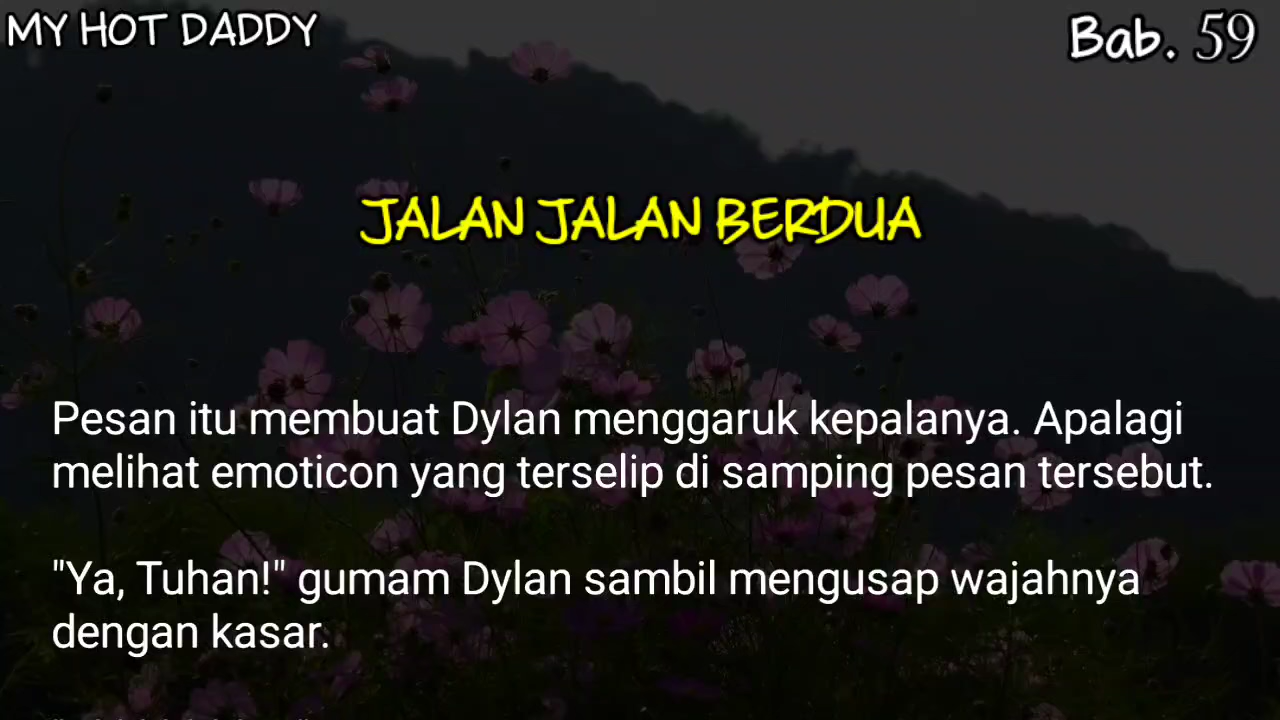 MY HOT DADDY
Bab. 59
JALAN JALAN BERDUA
Pesan itu membuat Dylan menggaruk kepalanya. Apalagi
melihat emoticon yang terselip di samping pesan tersebut.
"Ya, Tuhan!" gumam Dylan sambil mengusap wajahnya
dengan kasar.